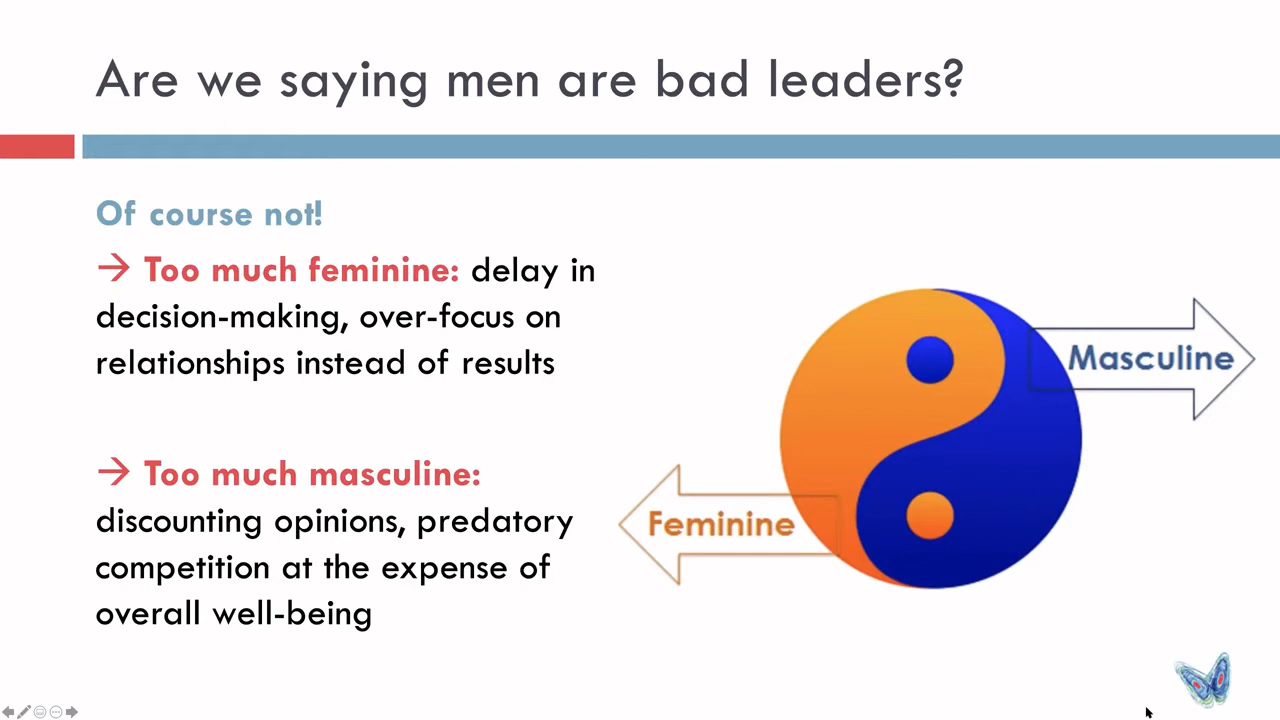 Are we saying men are bad leaders?
Of course not!
→ Too much feminine: delay in
decision-making, over-focus on
relationships instead of results
→ Too much masculine:
discounting opinions, predatory
competition at the expense of
overall well-being
Masculine
Feminine